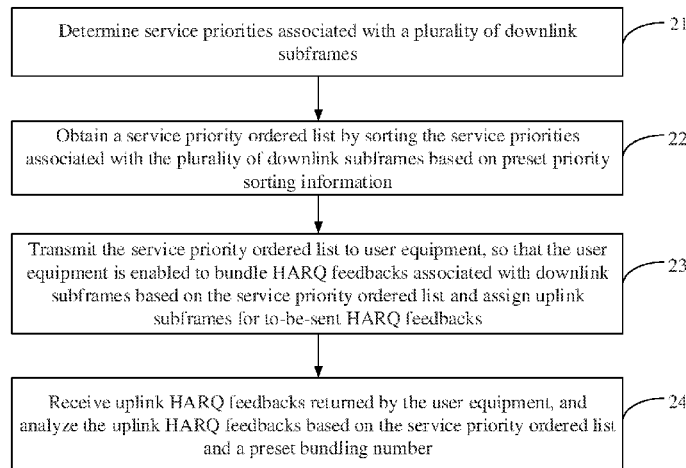 Determine service priorities associated with a plurality of downlink
subframes
21
Obtain a service priority ordered list by sorting the service priorities
associated with the plurality of downlink subframes based on preset priority
sorting information
22
Transmit the service priority ordered list to user equipment, so that the user
equipment is enabled to bundle HARQ feedbacks associated with downlink
subframes based on the service priority ordered list and assign uplink
subframes for to-be-sent HARQ feedbacks
23
Receive uplink HARQ feedbacks returned by the user equipment, and
analyze the uplink HARQ feedbacks based on the service priority ordered list
and a preset bundling number
24